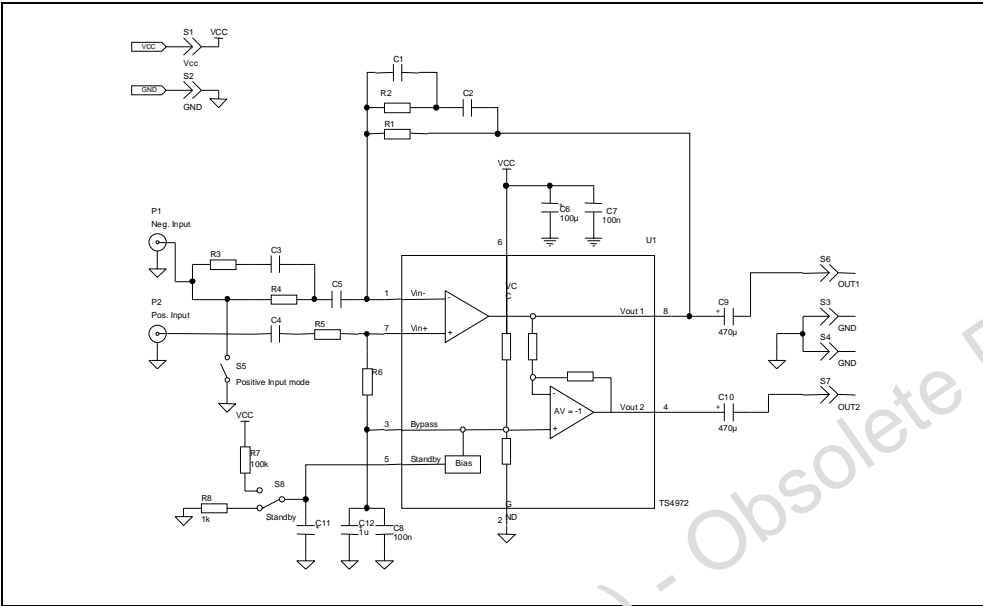 S1
VCC
VCC
Vcc
S2
GND
GND
C1
R2
C2
R1
VCC
C6
100µ
C7
100n
P1
Neg. Input
6
U1
R3
C3
R4
C5
1
Vin-
VC
C
-
Vout 1
8
S6
OUT1
+
C9
470µ
S3
GND
S4
GND
P2
Pos. Input
C4
R5
7
Vin+
+
S5
Positive Input mode
R6
-
AV = -1
+
Vout 2
4
+
C10
470µ
S7
OUT2
3
Bypass
VCC
R7
100k
5
Standby
Bias
S8
Standby
R8
1k
C11
+
C12
1u
C8
100n
G
ND
2
TS4972
) - Obsolete